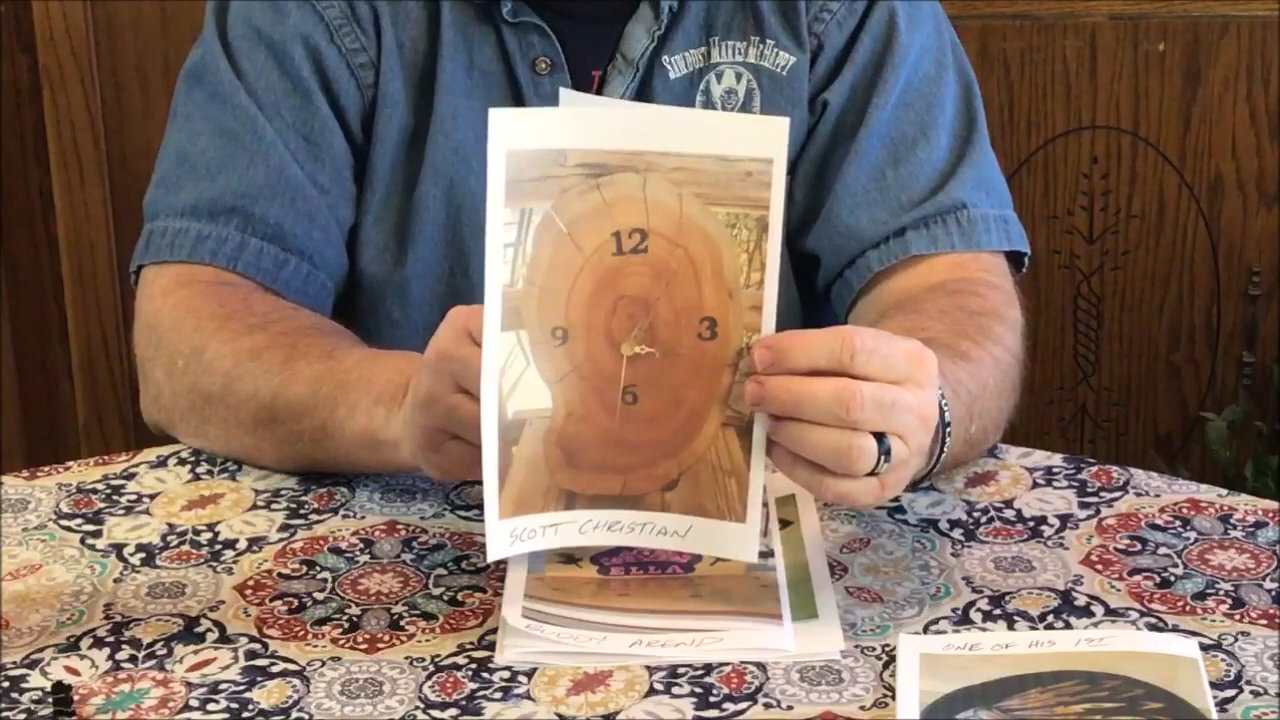 SAWDUST MAKES ME HAPPY
12
9
3
6
SCOTT CHRISTIAN
ELLA
BUDDY AREND
ONE OF HIS 1ST